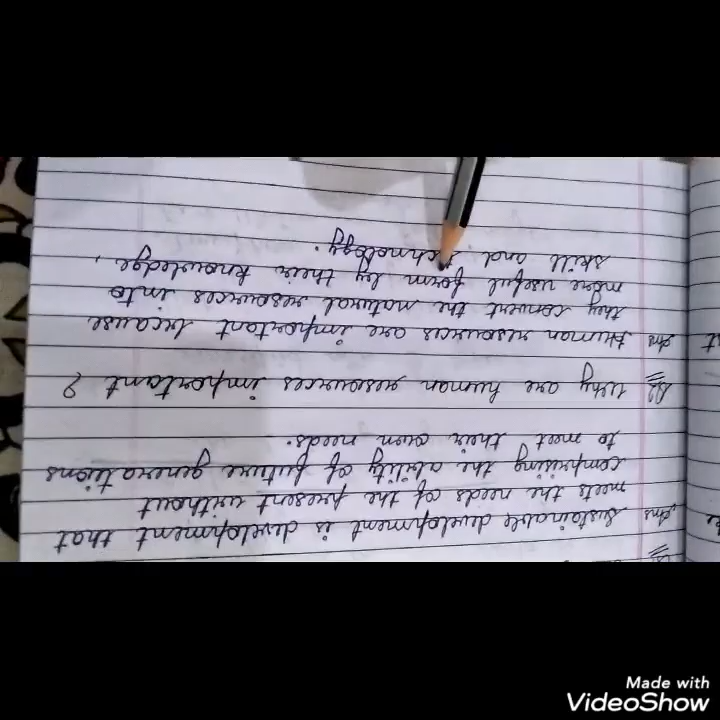 Ans Sustainable development is development that
meets the needs of the present without
comprising the ability of future generations
to meet their own needs.
Q2 Why are human resources important ?
Ans Human resources are important because
they convert the natural resources into
more useful form by their knowledge,
skill and technology.
Made with
VideoShow